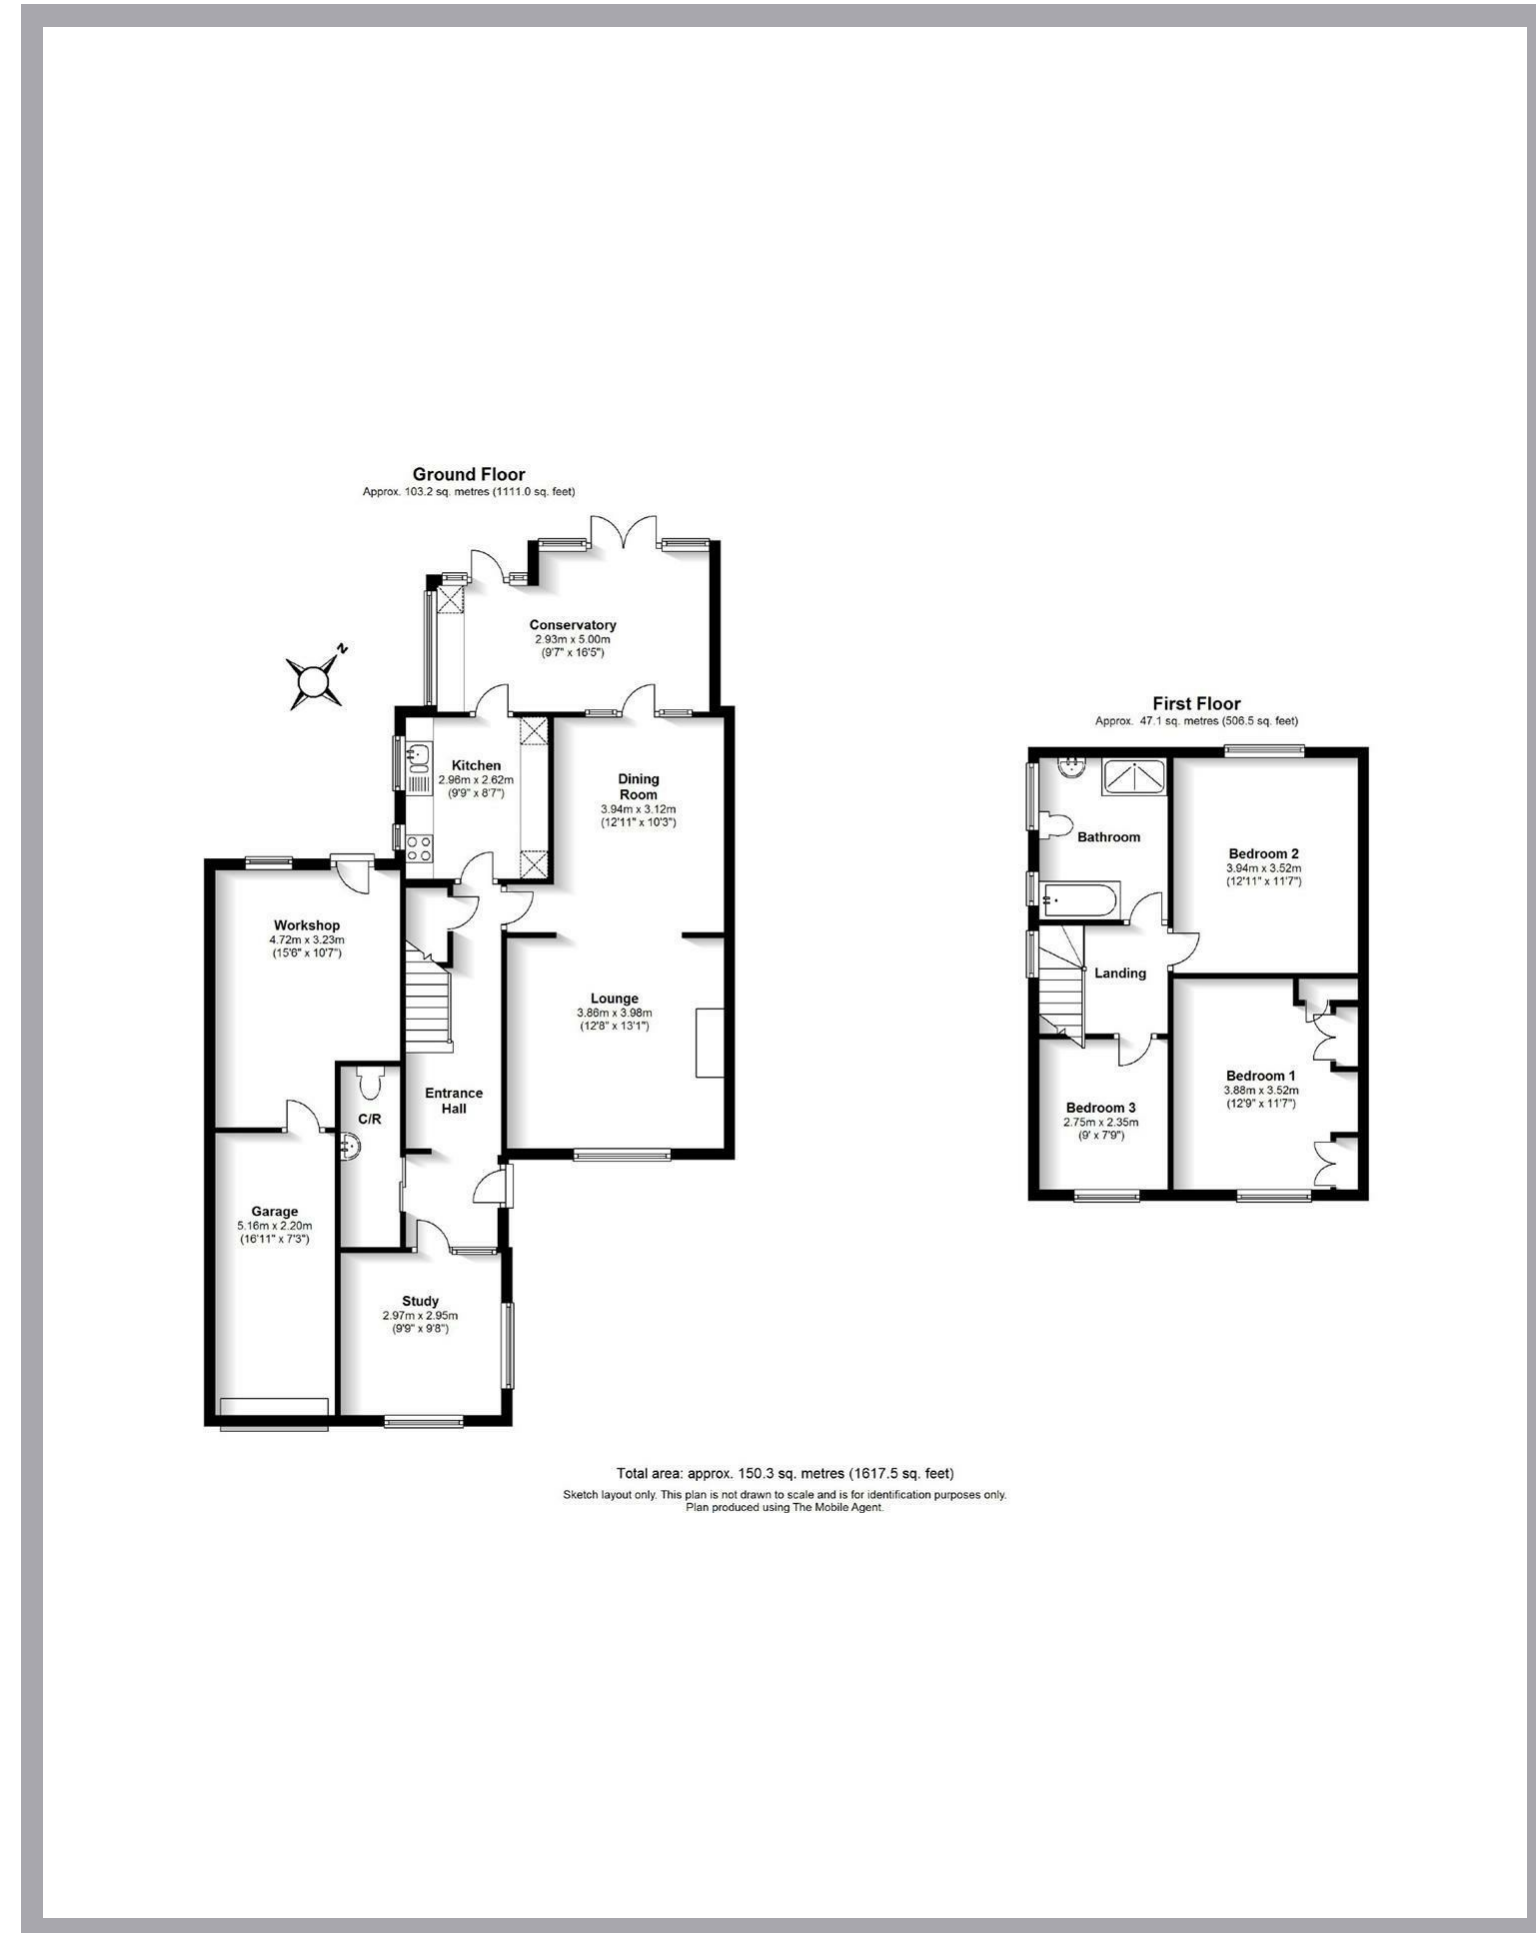 Ground Floor
Approx. 103.2 sq. metres (1111.0 sq. feet)
N
Conservatory
2.93m x 5.00m
(9'7" x 16'5")
Kitchen
2.96m x 2.62m
(9'9" x 8'7")
Dining
Room
3.94m x 3.12m
(12'11" x 10'3")
Workshop
4.72m x 3.23m
(15'6" x 10'7")
Lounge
3.86m x 3.98m
(12'8" x 13'1")
Entrance
Hall
C/R
Garage
5.16m x 2.20m
(16'11" x 7'3")
Study
2.97m x 2.95m
(9'9" x 9'8")
First Floor
Approx. 47.1 sq. metres (506.5 sq. feet)
Bathroom
Bedroom 2
3.94m x 3.52m
(12'11" x 11'7")
Landing
Bedroom 1
3.88m x 3.52m
(12'9" x 11'7")
Bedroom 3
2.75m x 2.35m
(9' x 7'9")
Total area: approx. 150.3 sq. metres (1617.5 sq. feet)
Sketch layout only. This plan is not drawn to scale and is for identification purposes only.
Plan produced using The Mobile Agent.